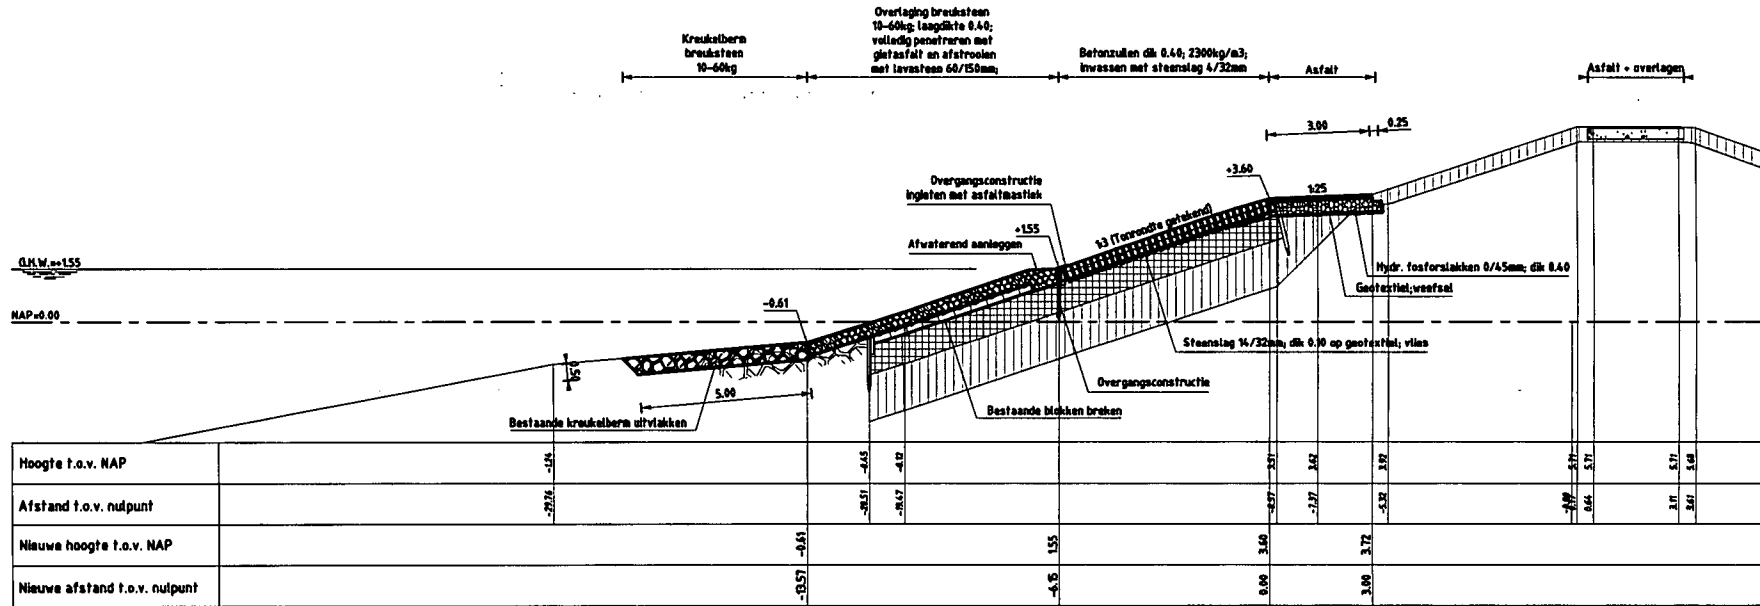 Overlaging breuksteen
10-60kg; laagdikte 0.40;
volledig penetreren met
gietasfalt en afstrooien
met lavasteen 60/150mm;
Kreukelberm
breuksteen
10-60kg
Betonzuilen dik 0.40; 2300kg/m3;
inwassen met steenslag 4/32mm
Asfalt
Asfalt + overlagen
3.00
0.25
+3.60
1:25
Overgangsconstructie
ingieten met asfaltmastiek
1:3 (Tonrondte getekend)
+1.55
Afwaterend aanleggen
G.H.W.=+1.55
Hydr. fosforslakken 0/45mm; dik 0.40
Geotextiel;weefsel
-0.61
NAP=0.00
Steenslag 14/32mm; dik 0.10 op geotextiel; vlies
0.50
Overgangsconstructie
5.00
Bestaande blokken breken
Bestaande kreukelberm uitvlakken
Hoogte t.o.v. NAP -1.24 -0.45 -0.12 3.51 3.62 3.92 5.71 5.71 5.71 5.68
Afstand t.o.v. nulpunt -29.76 -20.51 -19.47 -8.57 -7.37 -5.32 0.64 3.11 3.61
Nieuwe hoogte t.o.v. NAP -0.61 1.55 3.60 3.72
Nieuwe afstand t.o.v. nulpunt -13.57 -6.15 0.00 3.00